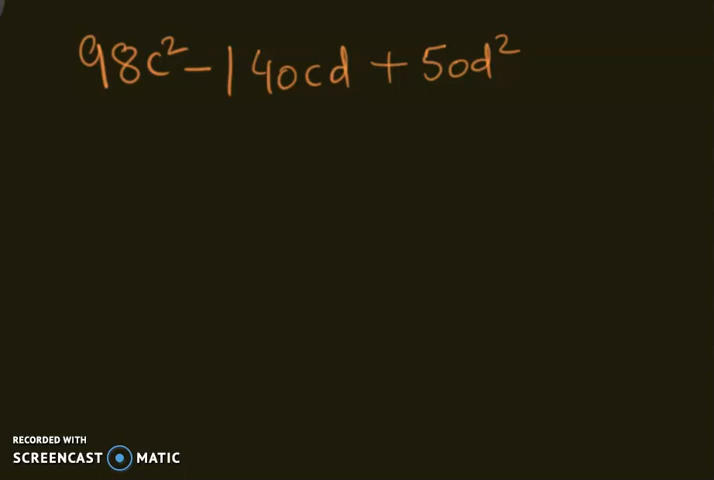 98c² - 140cd + 50d²
RECORDED WITH
SCREENCAST MATIC